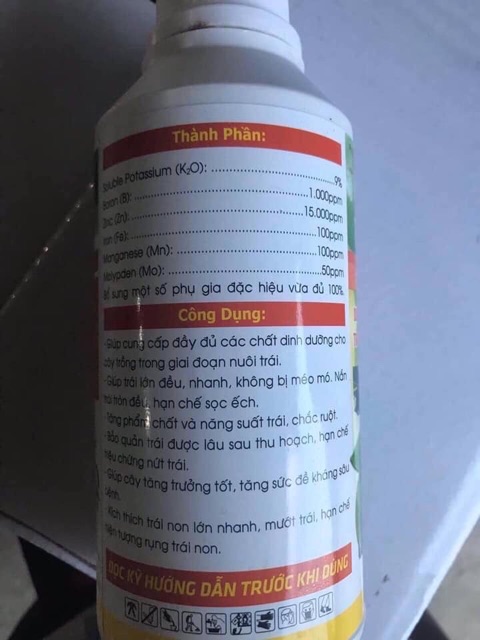 Thành Phần:
Soluble Potassium (K₂O): ..........9%
Boron (B): ..........1.000ppm
Zinc (Zn): ..........15.000ppm
Iron (Fe): ..........100ppm
Manganese (Mn): ..........100ppm
Molypden (Mo): ..........50ppm
Bổ sung một số phụ gia đặc hiệu vừa đủ 100%.
Công Dụng:
-Giúp cung cấp đầy đủ các chất dinh dưỡng cho
cây trồng trong giai đoạn nuôi trái.
-Giúp trái lớn đều, nhanh, không bị méo mó. Nắn
trái tròn đều, hạn chế sọc ếch.
-Tăng phẩm chất và năng suất trái, chắc ruột.
-Bảo quản trái được lâu sau thu hoạch, hạn chế
triệu chứng nứt trái.
-Giúp cây tăng trưởng tốt, tăng sức đề kháng sâu
bệnh.
-Kích thích trái non lớn nhanh, mướt trái, hạn chế
hiện tượng rụng trái non.
ĐỌC KỸ HƯỚNG DẪN TRƯỚC KHI DÙNG